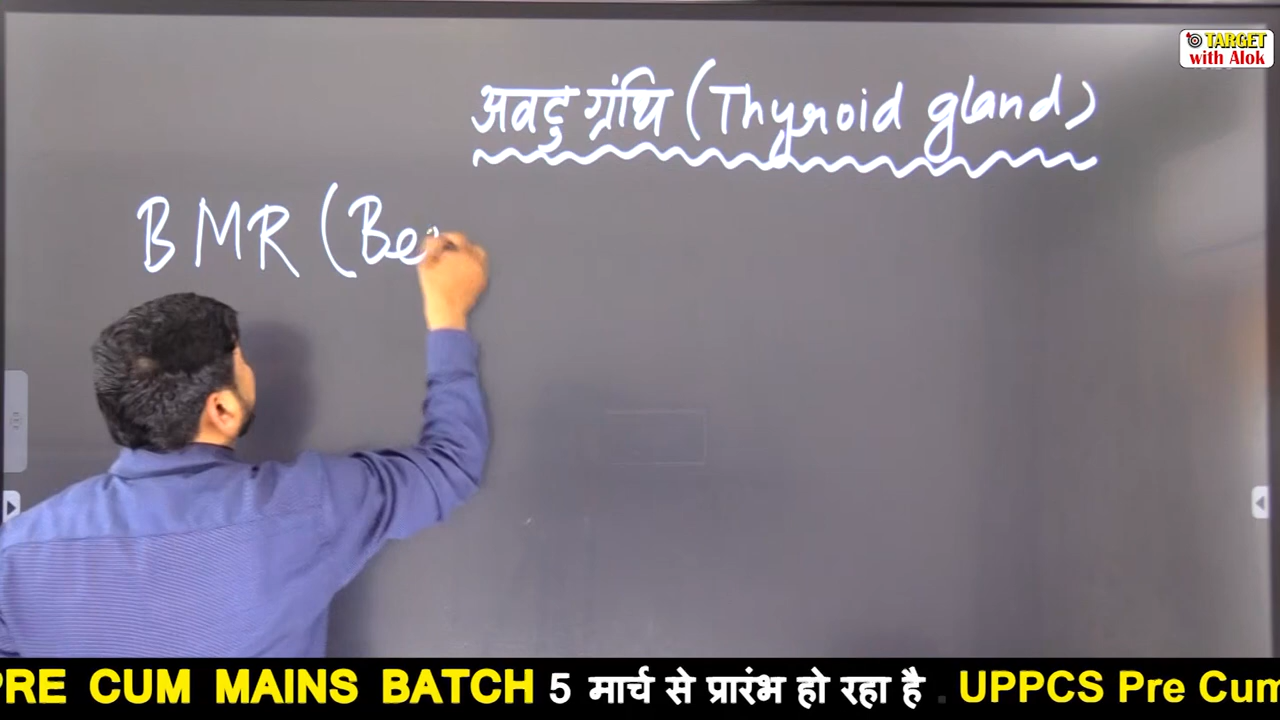 TARGET
with Alok
अवटु ग्रंथि (Thyroid gland)
BMR (Be
PRE CUM MAINS BATCH 5 मार्च से प्रारंभ हो रहा है . UPPCS Pre Cum